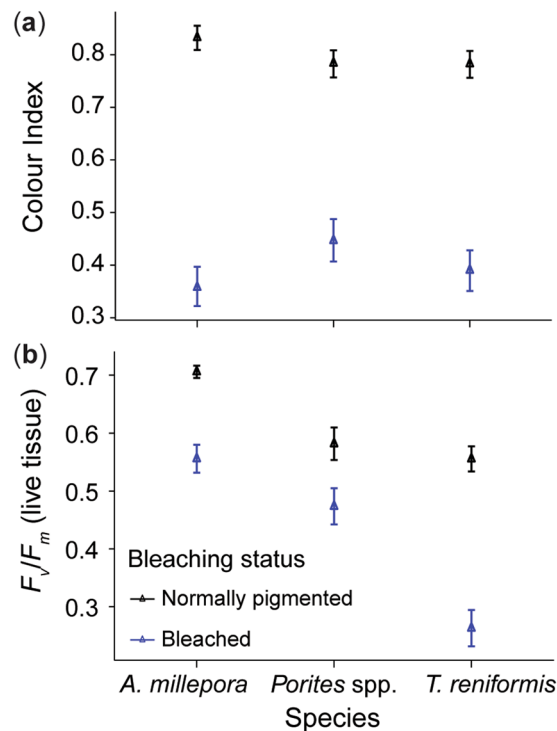 (a)
Colour Index
0.8
0.7
0.6
0.5
0.4
0.3
(b)
Fv/Fm (live tissue)
0.7
0.6
0.5
0.4
0.3
Bleaching status
Normally pigmented
Bleached
A. millepora Porites spp. T. reniformis
Species